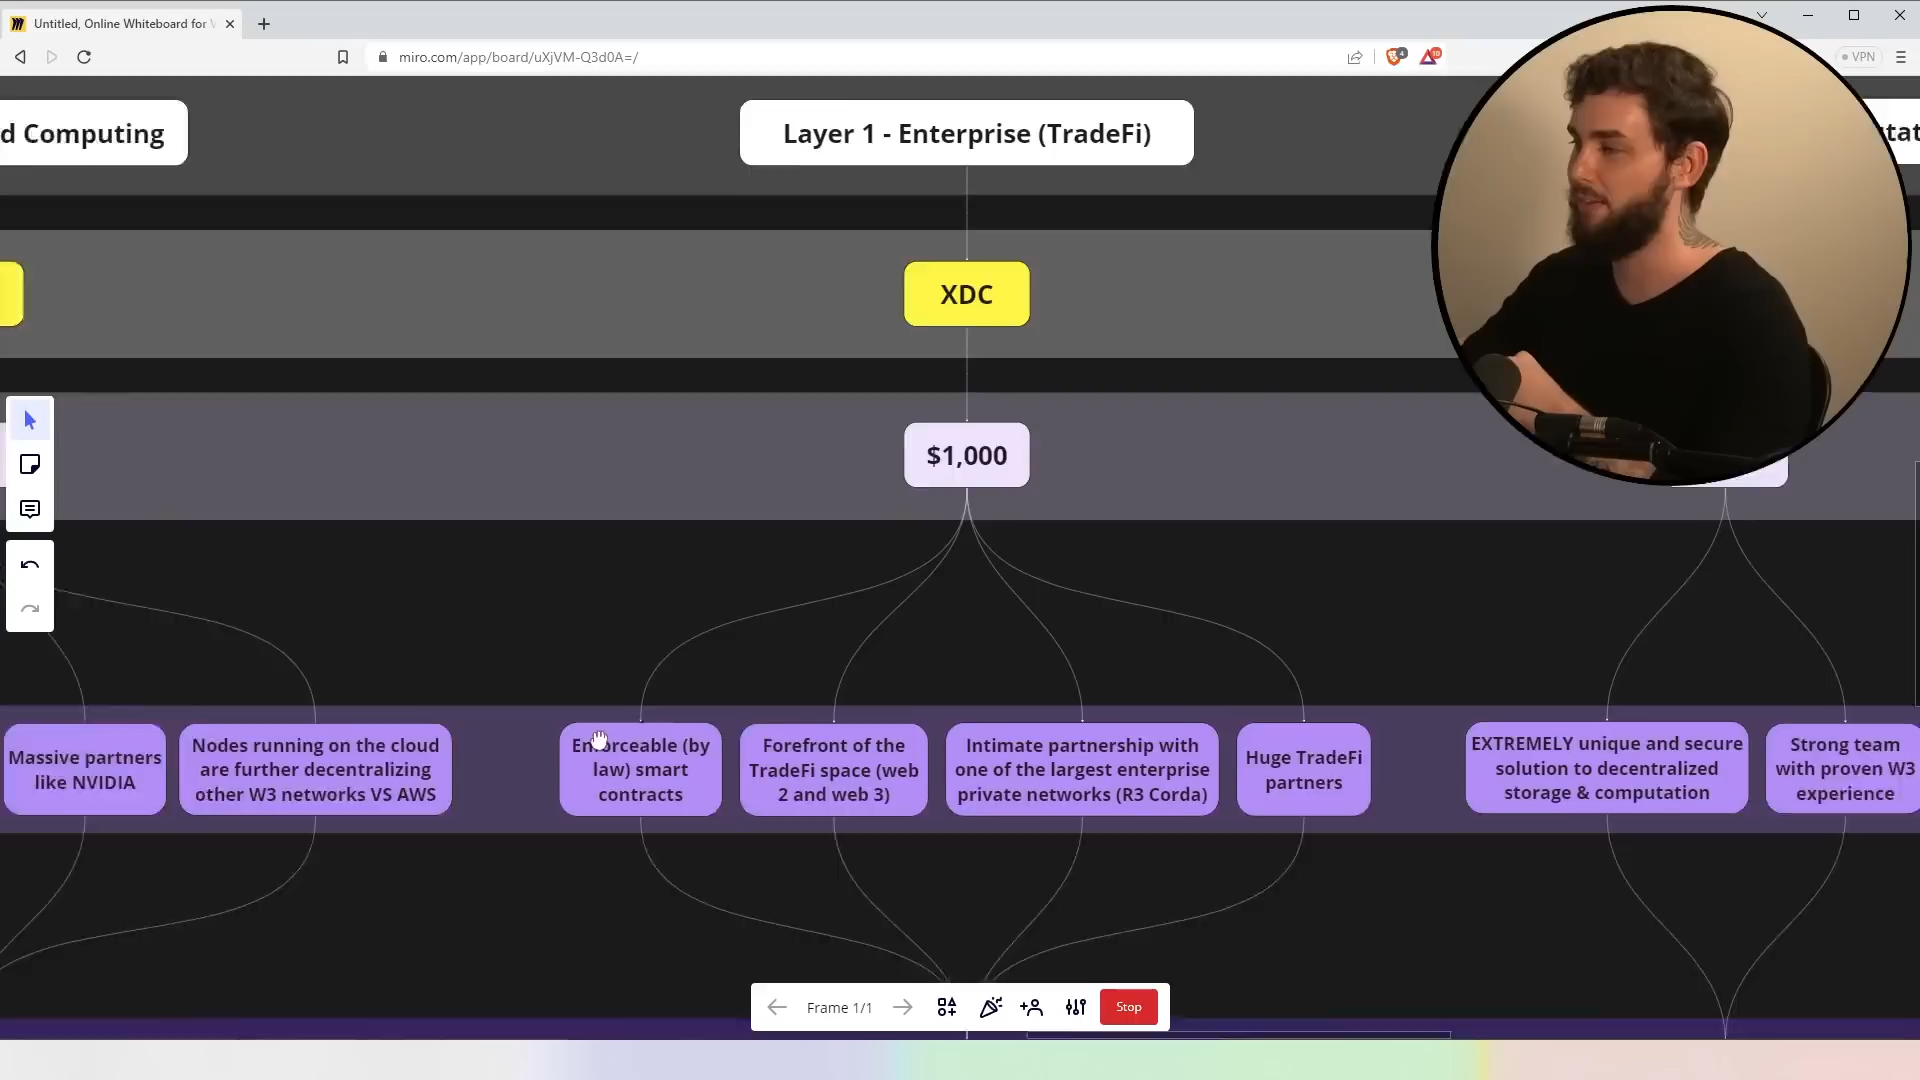 Untitled, Online Whiteboard for
miro.com/app/board/uXjVM-Q3d0A=/
4
10
VPN
d Computing
Layer 1 - Enterprise (TradeFi)
tat
XDC
$1,000
Massive partners
like NVIDIA
Nodes running on the cloud
are further decentralizing
other W3 networks VS AWS
Enforceable (by
law) smart
contracts
Forefront of the
TradeFi space (web
2 and web 3)
Intimate partnership with
one of the largest enterprise
private networks (R3 Corda)
Huge TradeFi
partners
EXTREMELY unique and secure
solution to decentralized
storage & computation
Strong team
with proven W3
experience
Frame 1/1
Stop